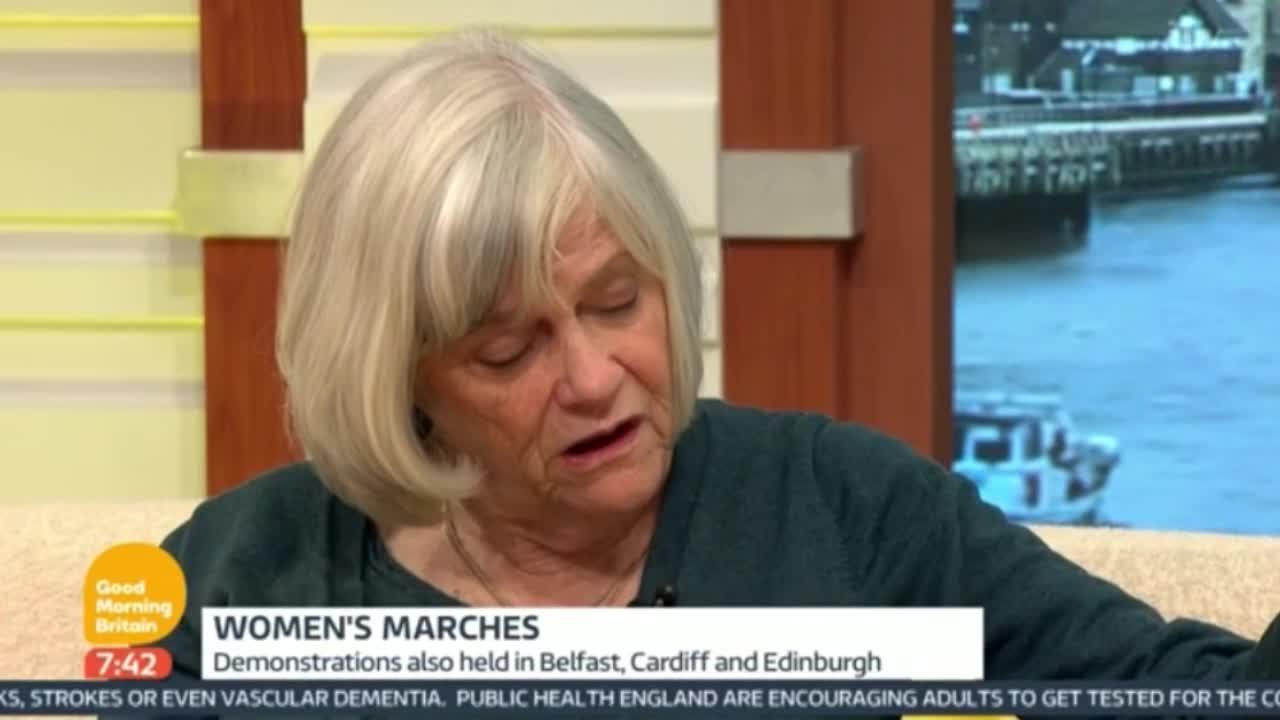 Good
Morning
Britain
7:42
WOMEN'S MARCHES
Demonstrations also held in Belfast, Cardiff and Edinburgh
KS, STROKES OR EVEN VASCULAR DEMENTIA. PUBLIC HEALTH ENGLAND ARE ENCOURAGING ADULTS TO GET TESTED FOR THE CO